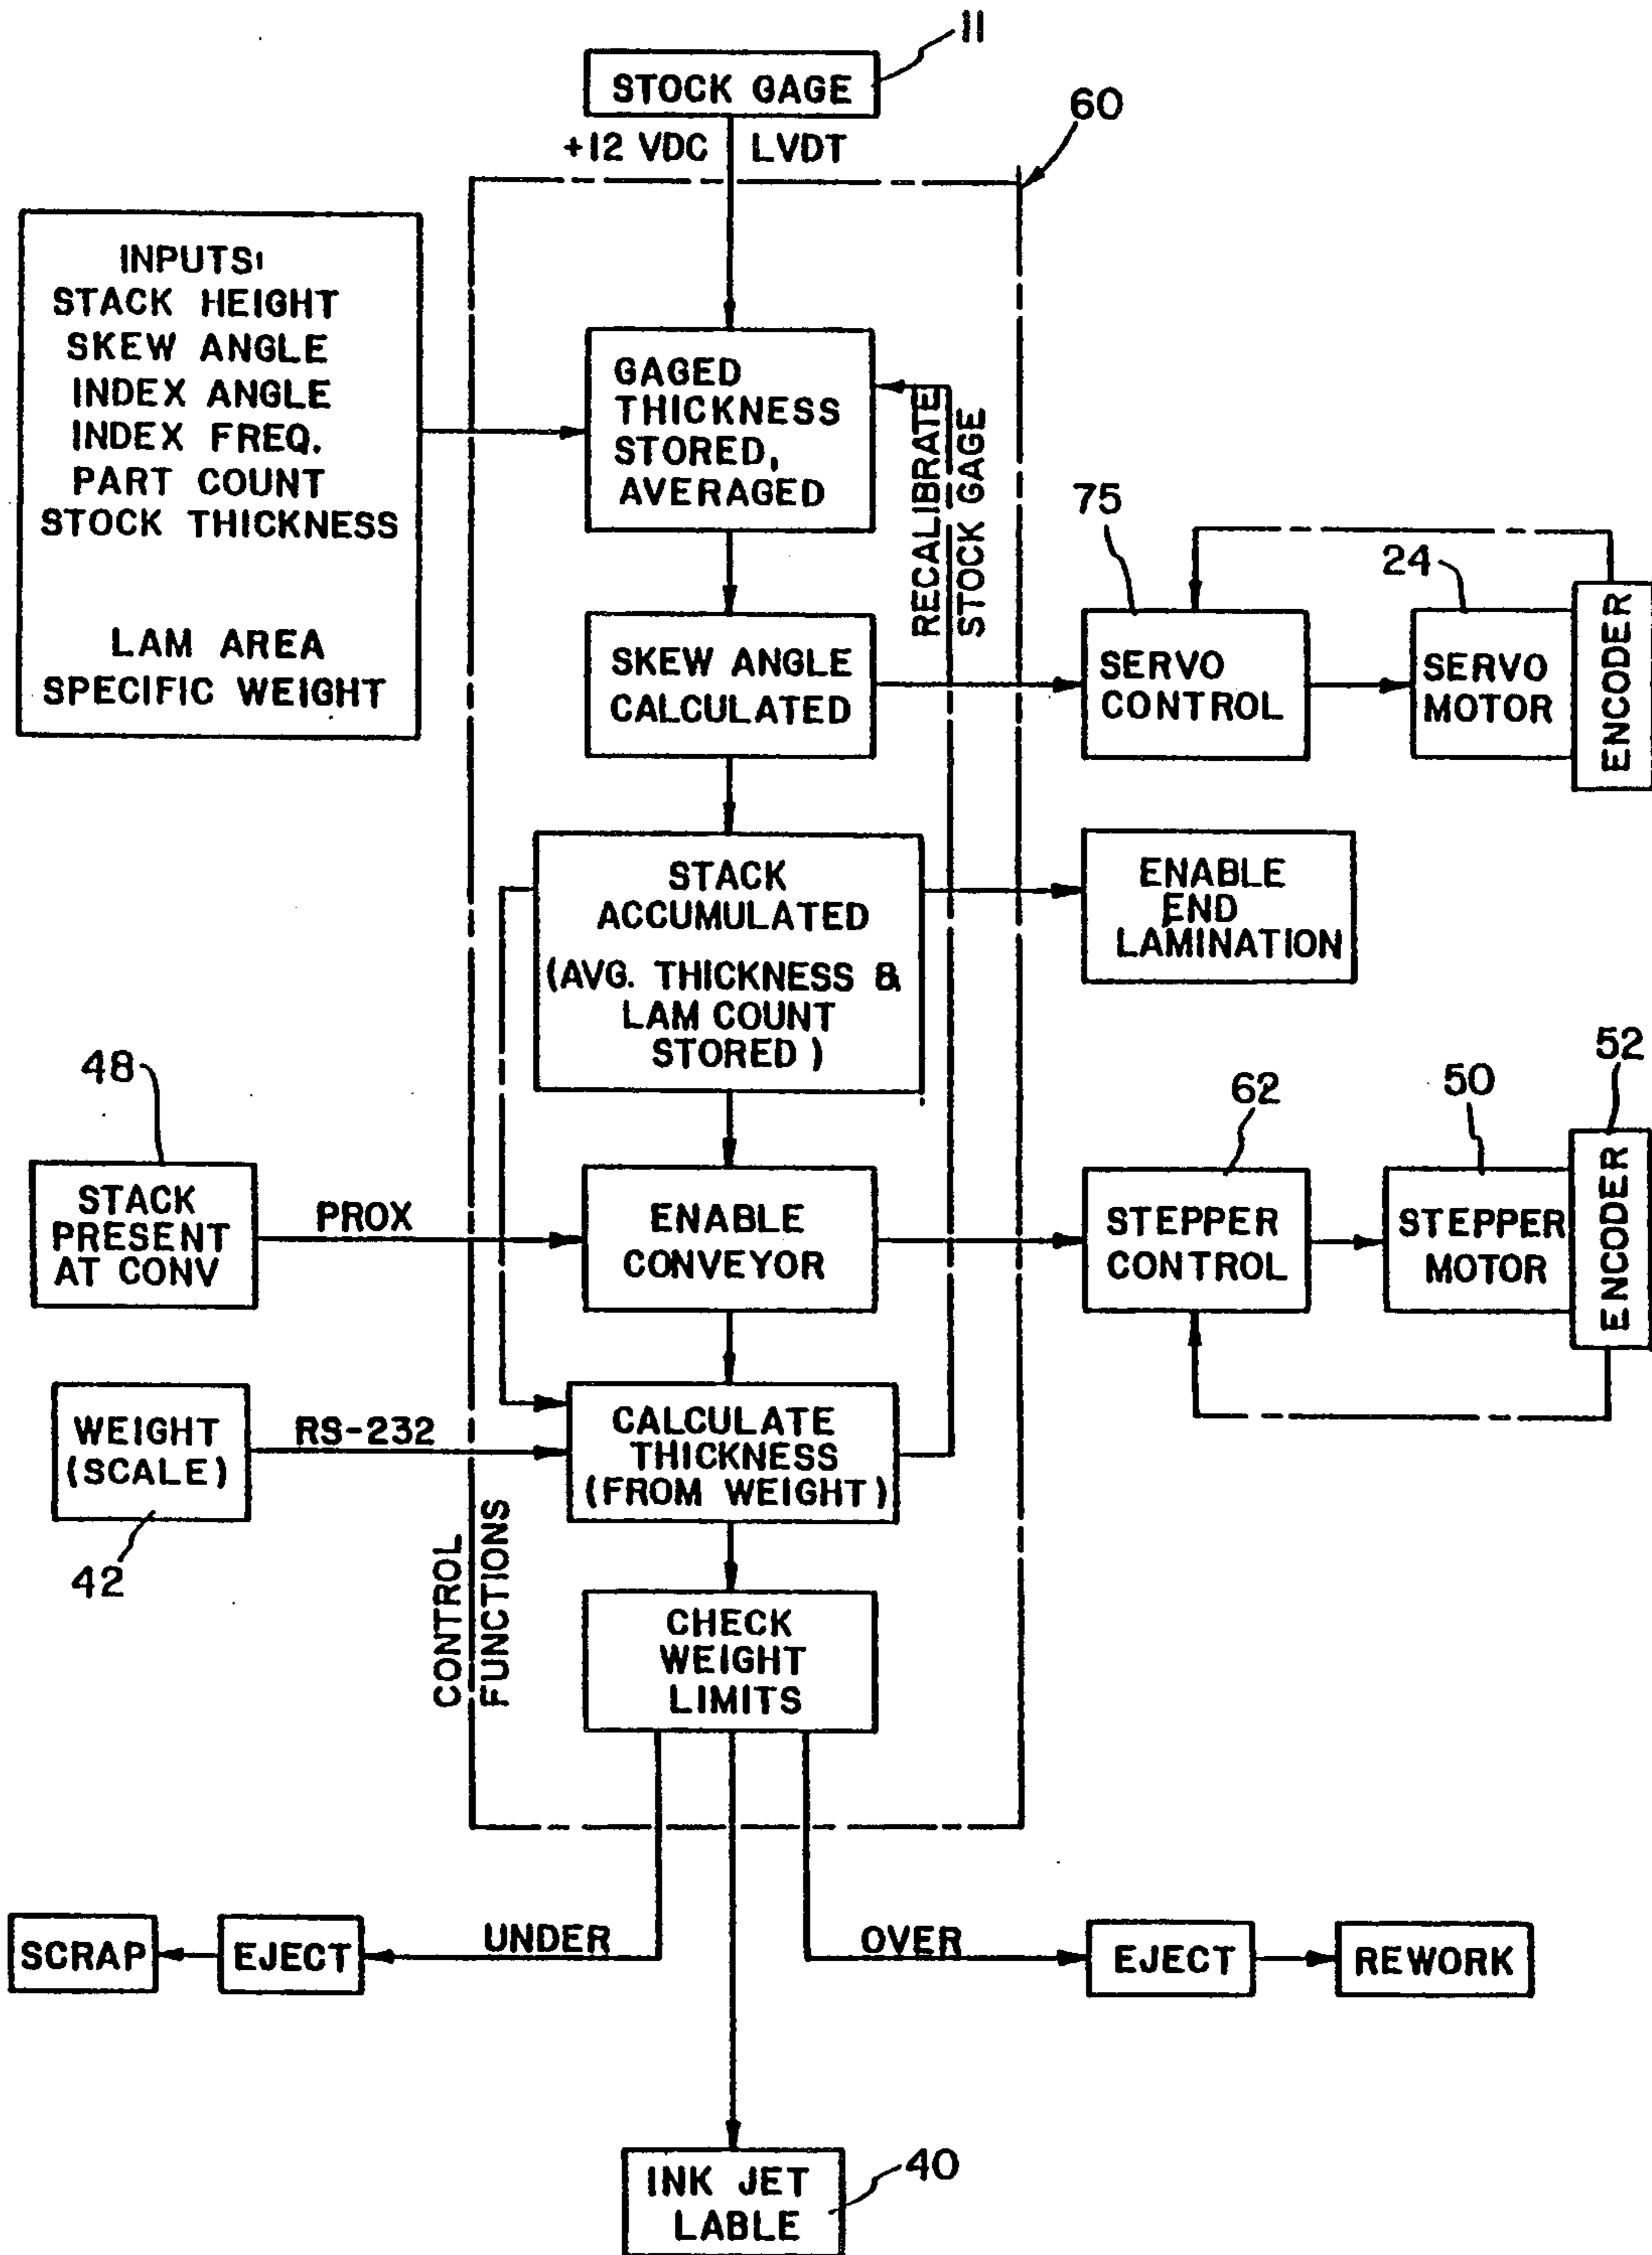 11
STOCK GAGE
+12 VDC LVDT
60
INPUTS:
STACK HEIGHT
SKEW ANGLE
INDEX ANGLE
INDEX FREQ.
PART COUNT
STOCK THICKNESS
LAM AREA
SPECIFIC WEIGHT
GAGED
THICKNESS
STORED,
AVERAGED
RECALIBRATE
STOCK GAGE
SKEW ANGLE
CALCULATED
75
SERVO
CONTROL
24
SERVO
MOTOR
ENCODER
STACK
ACCUMULATED
(AVG. THICKNESS &
LAM COUNT
STORED)
ENABLE
END
LAMINATION
48
STACK
PRESENT
AT CONV
PROX
ENABLE
CONVEYOR
62
STEPPER
CONTROL
50
STEPPER
MOTOR
52
ENCODER
WEIGHT
(SCALE)
42
RS-232
CALCULATE
THICKNESS
(FROM WEIGHT)
CONTROL
FUNCTIONS
CHECK
WEIGHT
LIMITS
SCRAP
EJECT
UNDER
OVER
EJECT
REWORK
INK JET
LABLE
40